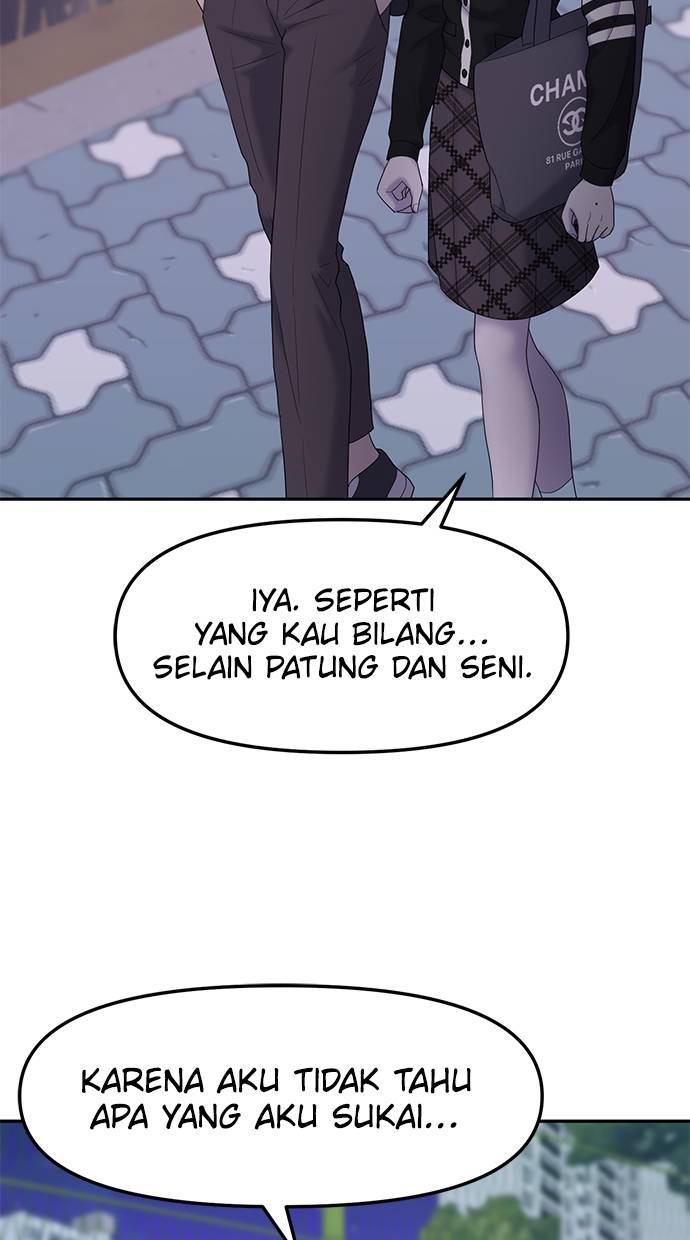 CHAN
81 RUE GA
PARI
IYA. SEPERTI
YANG KAU BILANG...
SELAIN PATUNG DAN SENI.
KARENA AKU TIDAK TAHU
APA YANG AKU SUKAI...